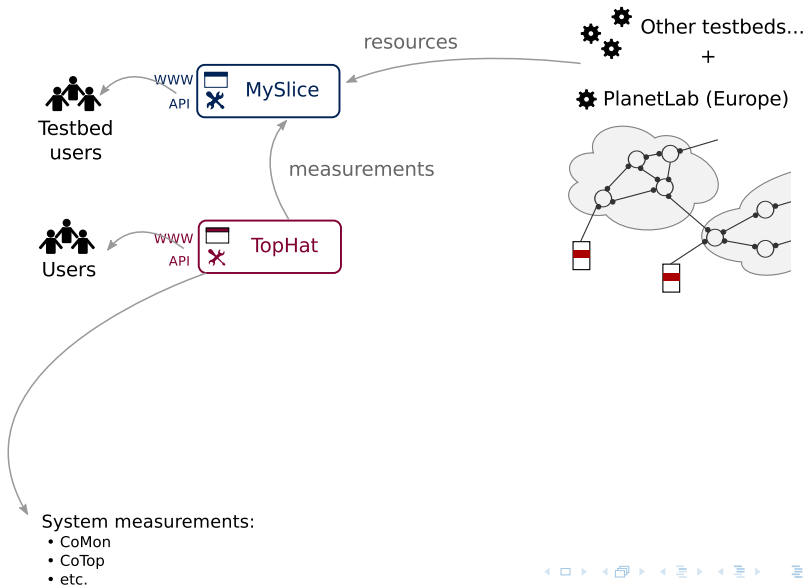 Other testbeds...
+
resources
WWW
API
MySlice
PlanetLab (Europe)
Testbed
users
measurements
WWW
API
TopHat
Users
System measurements:
• CoMon
• CoTop
• etc.